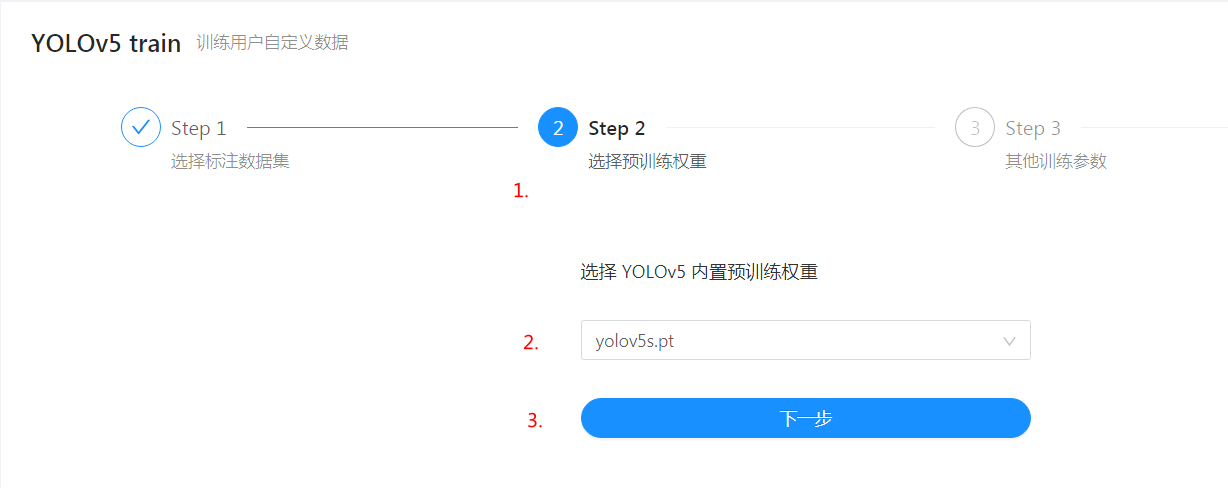 YOLOv5 train 训练用户自定义数据
Step 1
选择标注数据集
2 Step 2
选择预训练权重
3 Step 3
其他训练参数
1.
选择 YOLOv5 内置预训练权重
2. yolov5s.pt
3. 下一步